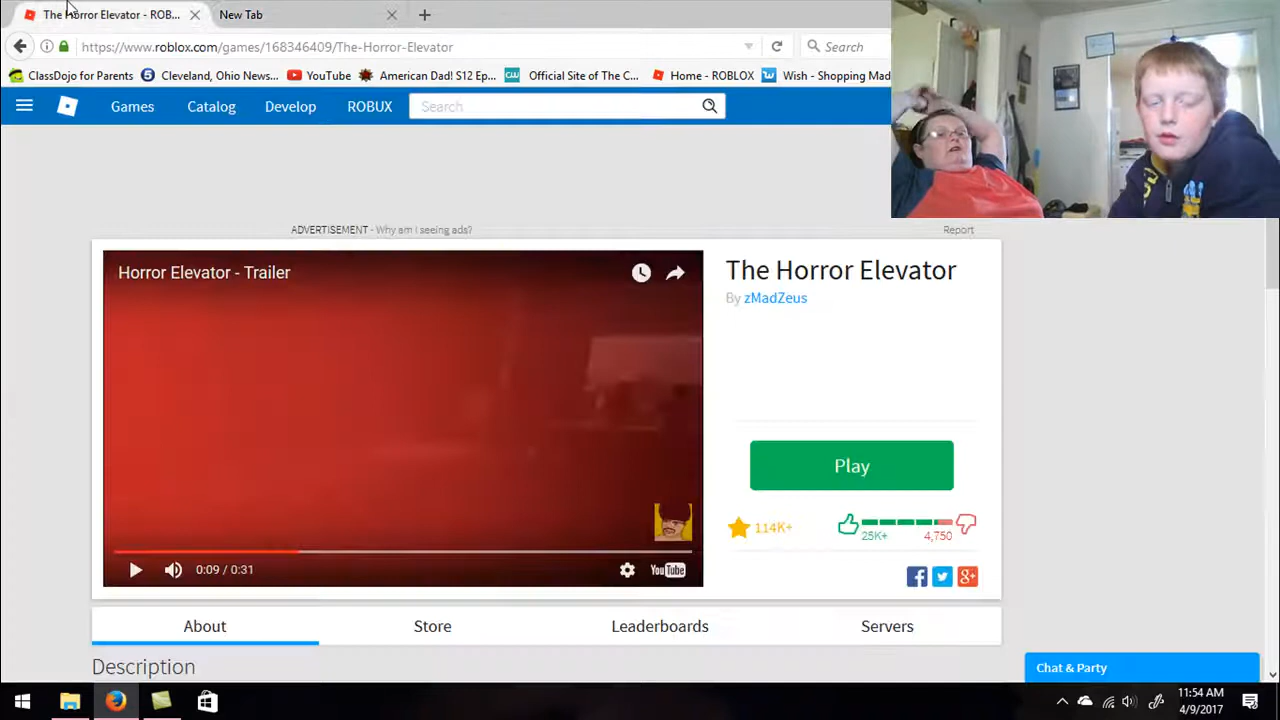 The Horror Elevator - ROB...
New Tab
https://www.roblox.com/games/168346409/The-Horror-Elevator
Search
ClassDojo for Parents
Cleveland, Ohio News...
YouTube
American Dad! S12 Ep...
Official Site of The C...
Home - ROBLOX
Wish - Shopping Mad
Games
Catalog
Develop
ROBUX
Search
ADVERTISEMENT - Why am I seeing ads?
Report
Horror Elevator - Trailer
The Horror Elevator
By zMadZeus
Play
114K+
25K+
4,750
0:09 / 0:31
YouTube
About
Store
Leaderboards
Servers
Description
Chat & Party
11:54 AM
4/9/2017